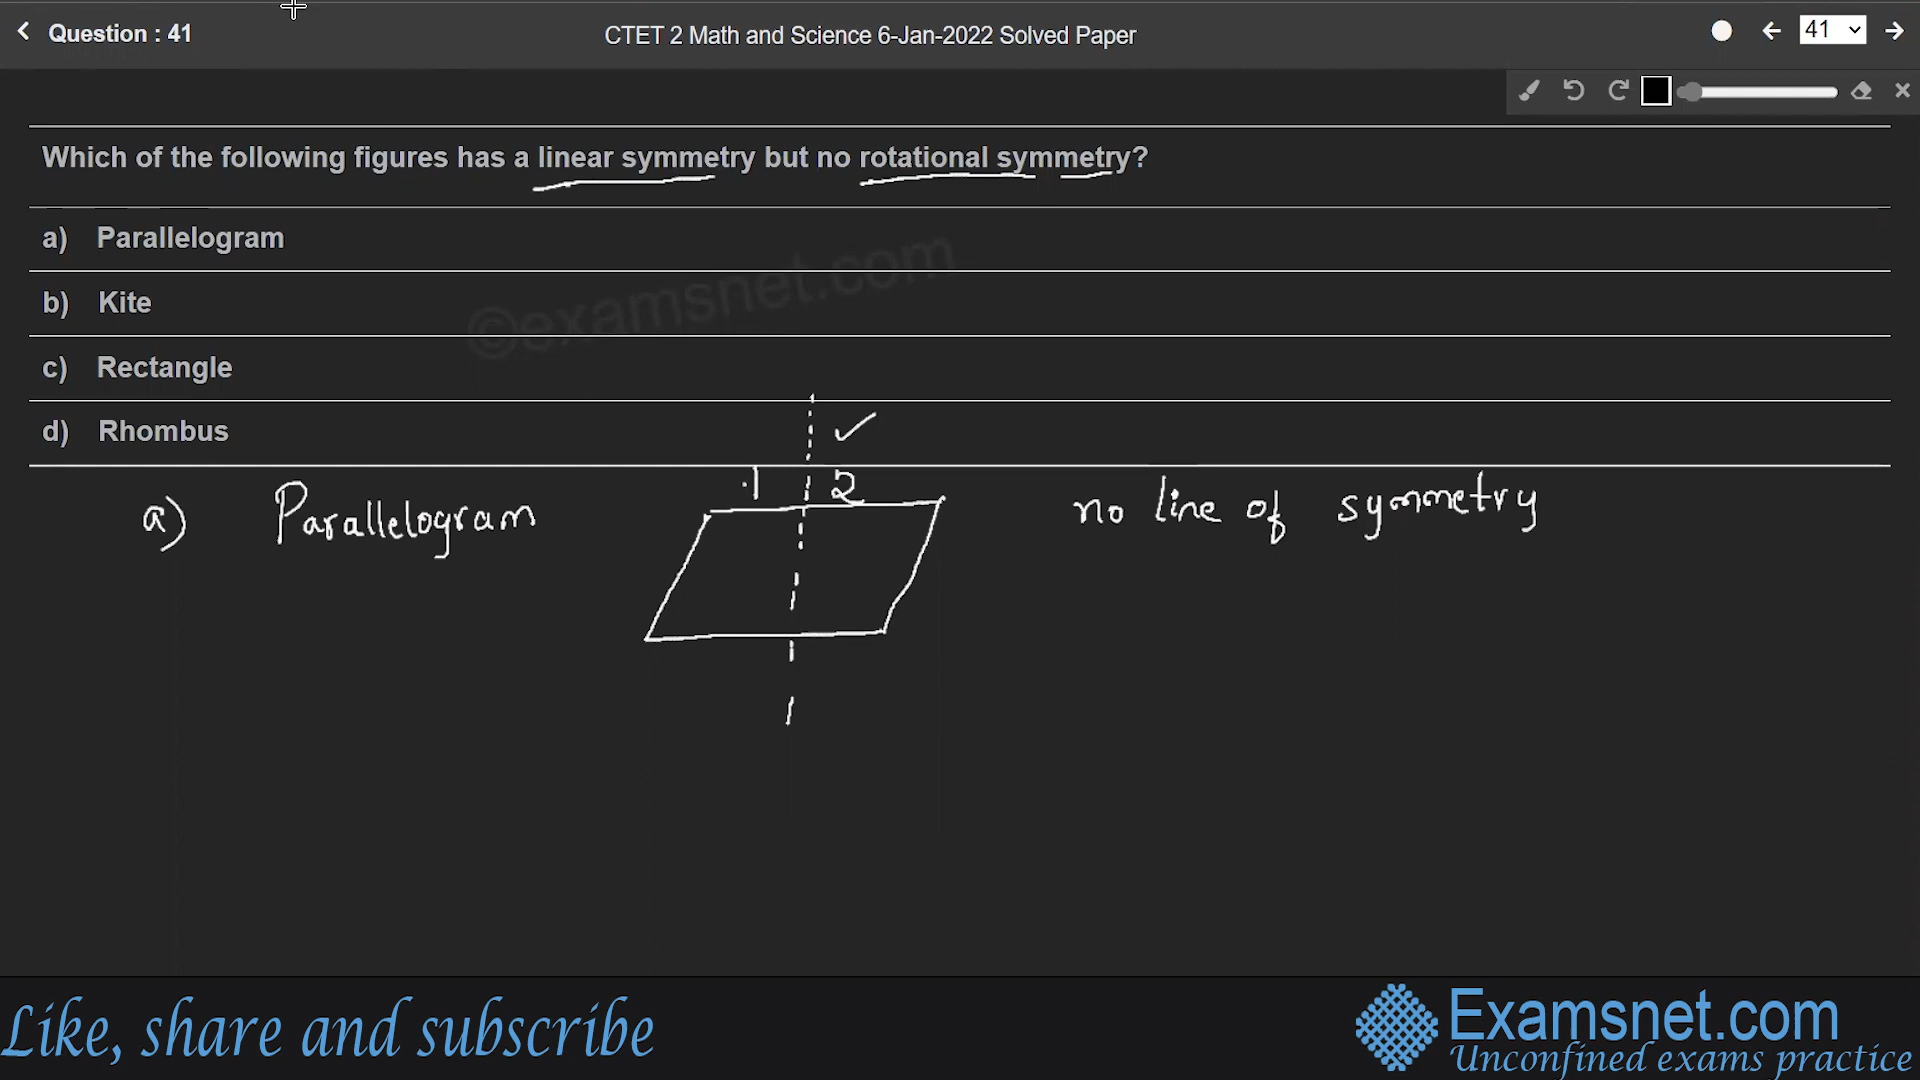 Question : 41
CTET 2 Math and Science 6-Jan-2022 Solved Paper
41
Which of the following figures has a linear symmetry but no rotational symmetry?
a) Parallelogram
b) Kite
©examsnet.com
c) Rectangle
d) Rhombus
1 2
a) Parallelogram no line of symmetry
Like, share and subscribe
Examsnet.com
Unconfined exams practice